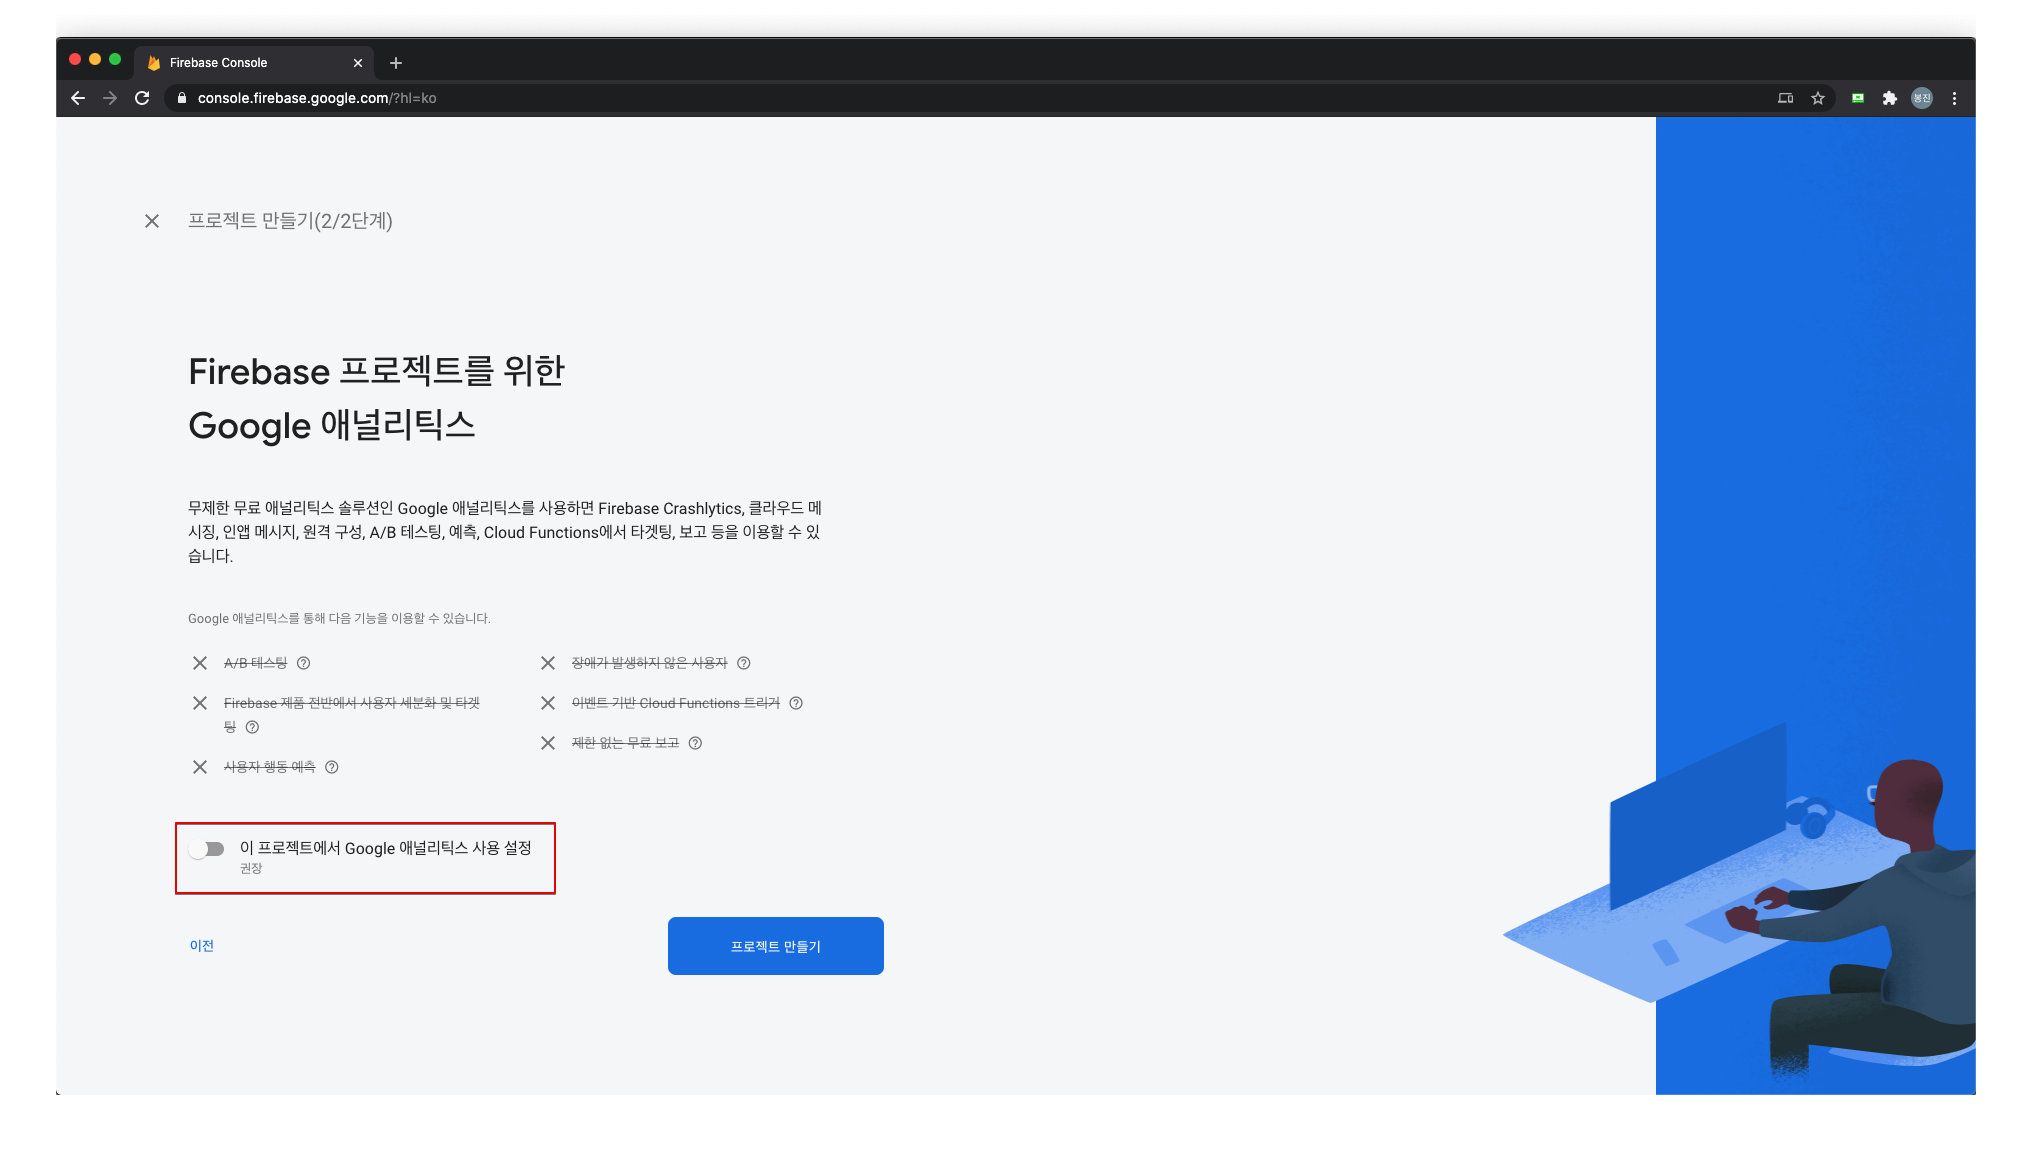 Firebase Console
console.firebase.google.com/?hl=ko
봉진
프로젝트 만들기(2/2단계)
Firebase 프로젝트를 위한
Google 애널리틱스
무제한 무료 애널리틱스 솔루션인 Google 애널리틱스를 사용하면 Firebase Crashlytics, 클라우드 메
시징, 인앱 메시지, 원격 구성, A/B 테스팅, 예측, Cloud Functions에서 타겟팅, 보고 등을 이용할 수 있
습니다.
Google 애널리틱스를 통해 다음 기능을 이용할 수 있습니다.
A/B 테스팅
Firebase 제품 전반에서 사용자 세분화 및 타겟
팅
사용자 행동 예측
장애가 발생하지 않은 사용자
이벤트 기반 Cloud Functions 트리거
제한 없는 무료 보고
이 프로젝트에서 Google 애널리틱스 사용 설정
권장
이전
프로젝트 만들기